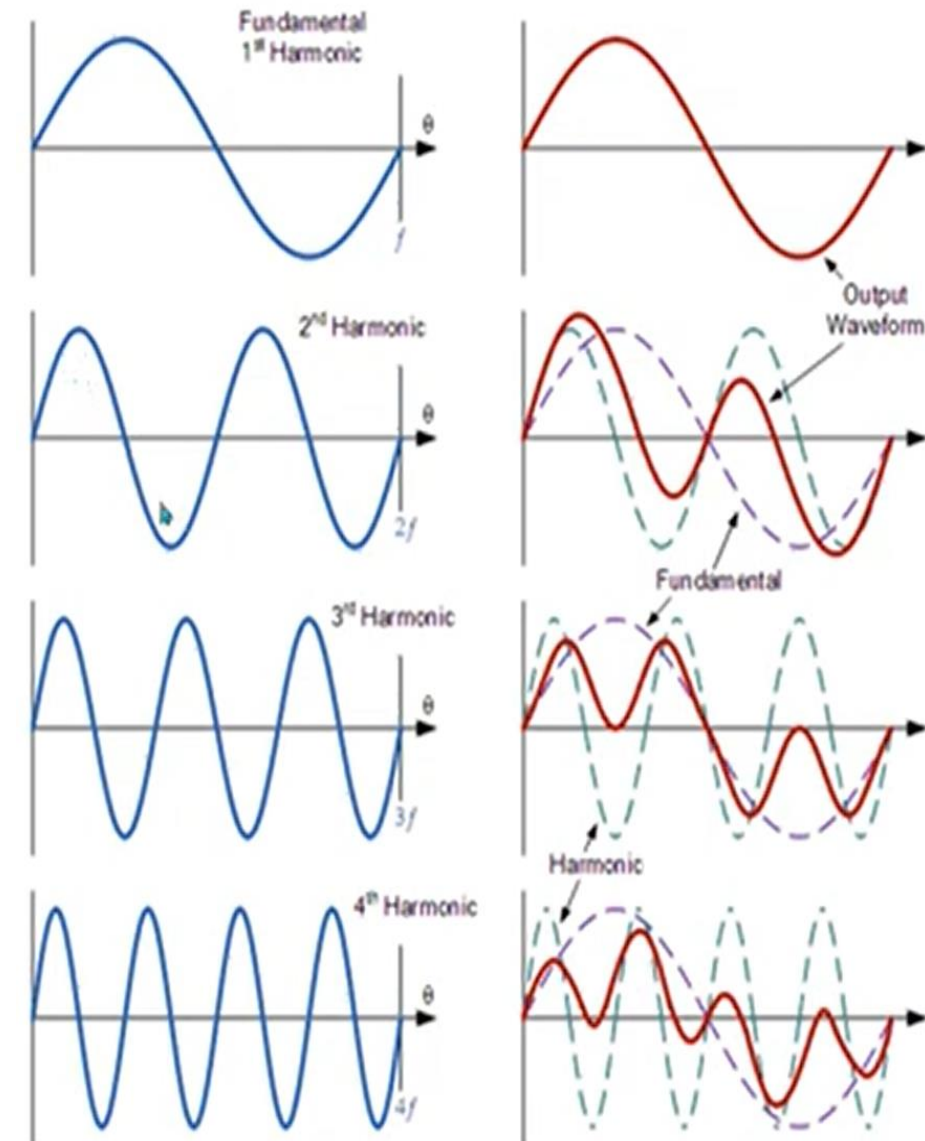 Fundamental
1st Harmonic
θ
f
Output
Waveform
2nd Harmonic
θ
2f
Fundamental
3rd Harmonic
θ
3f
Harmonic
4th Harmonic
θ
4f